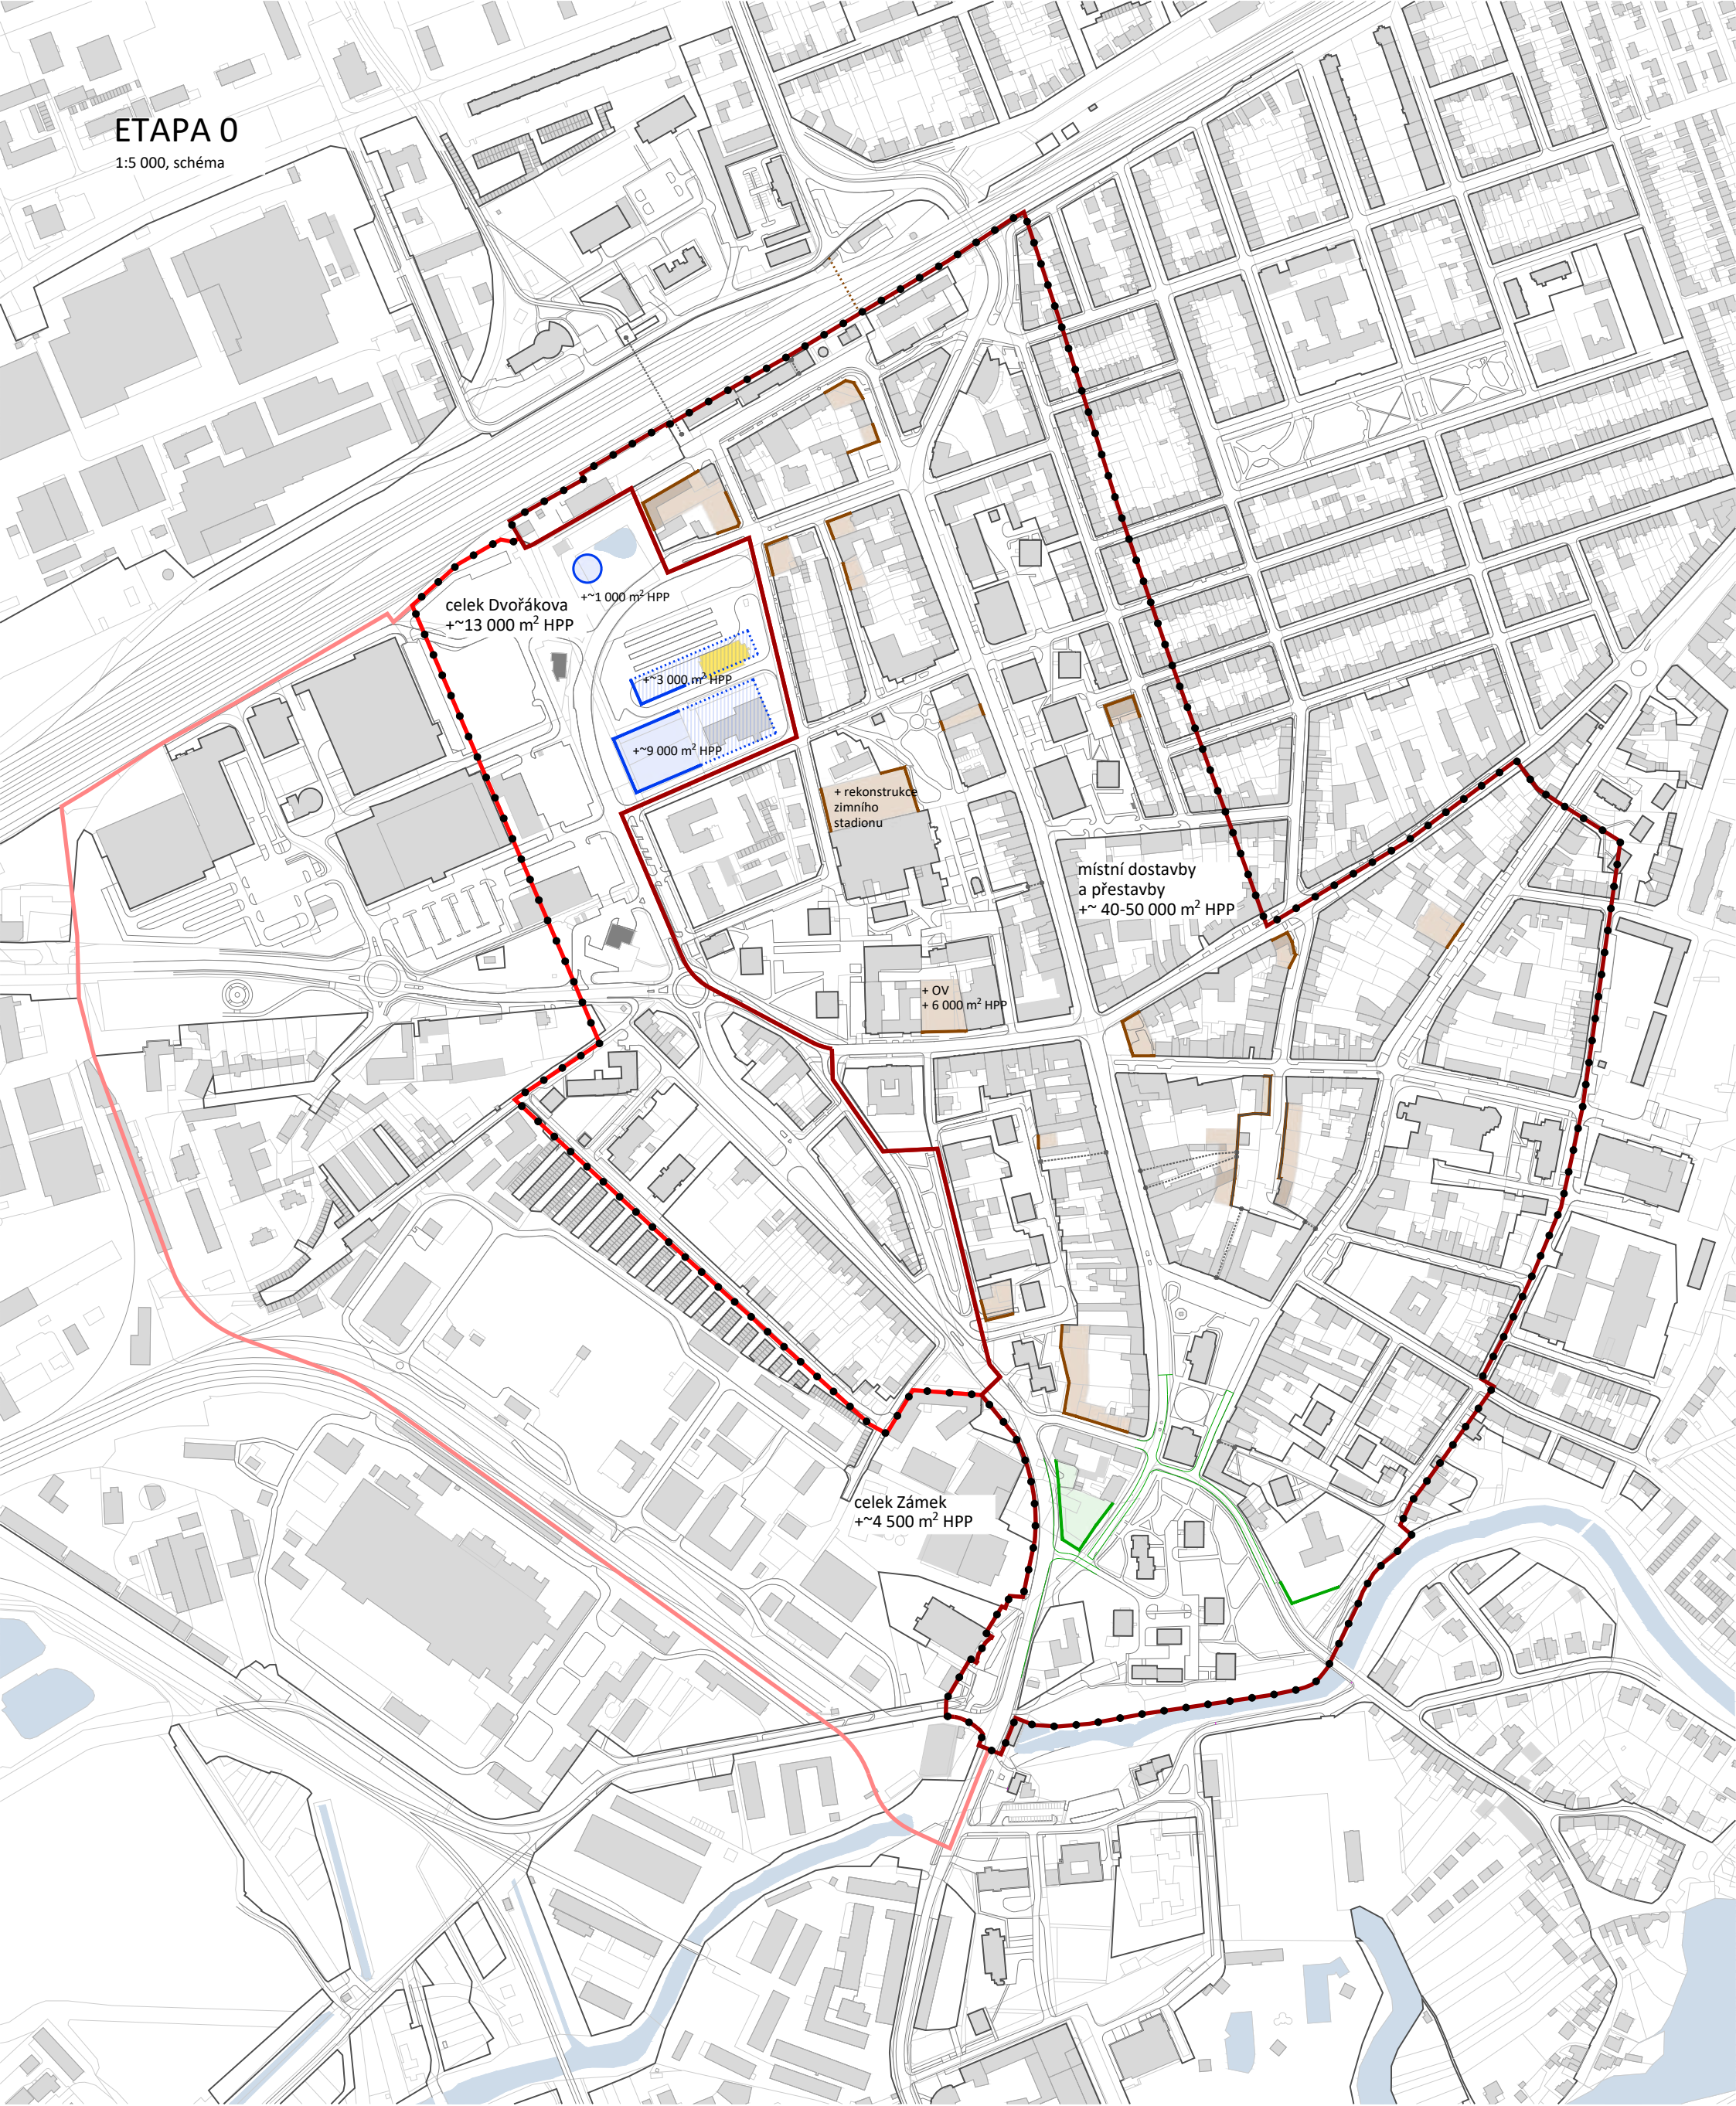 ETAPA 0
1:5 000, schéma
celek Dvořákova
+~13 000 m² HPP
+~1 000 m² HPP
+~3 000 m² HPP
+~9 000 m² HPP
+ rekonstrukce
zimního
stadionu
místní dostavby
a přestavby
+~ 40-50 000 m² HPP
+ OV
+ 6 000 m² HPP
celek Zámek
+~4 500 m² HPP